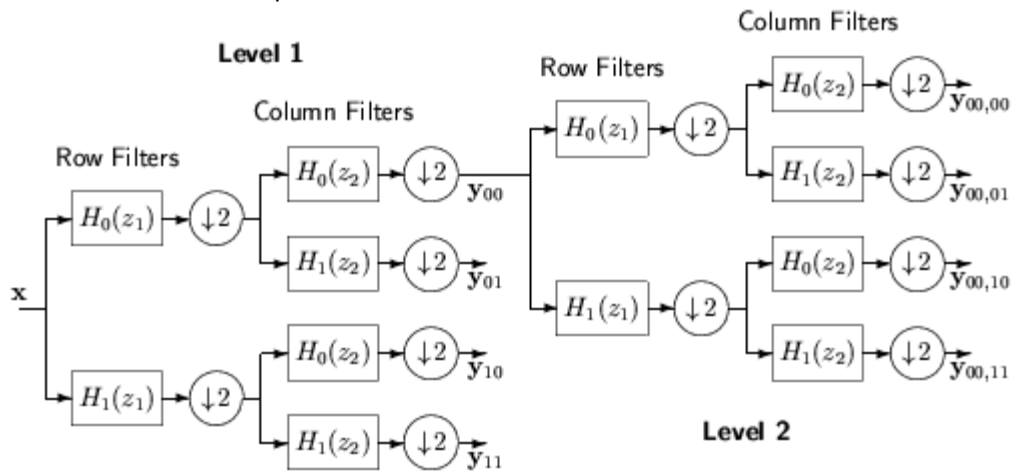 Level 1
Row Filters
Column Filters
x
H₀(z₁)
↓2
H₀(z₂)
↓2
y₀₀
H₁(z₂)
↓2
y₀₁
H₁(z₁)
↓2
H₀(z₂)
↓2
y₁₀
H₁(z₂)
↓2
y₁₁
Level 2
Row Filters
Column Filters
H₀(z₁)
↓2
H₀(z₂)
↓2
y₀₀,₀₀
H₁(z₂)
↓2
y₀₀,₀₁
H₁(z₁)
↓2
H₀(z₂)
↓2
y₀₀,₁₀
H₁(z₂)
↓2
y₀₀,₁₁